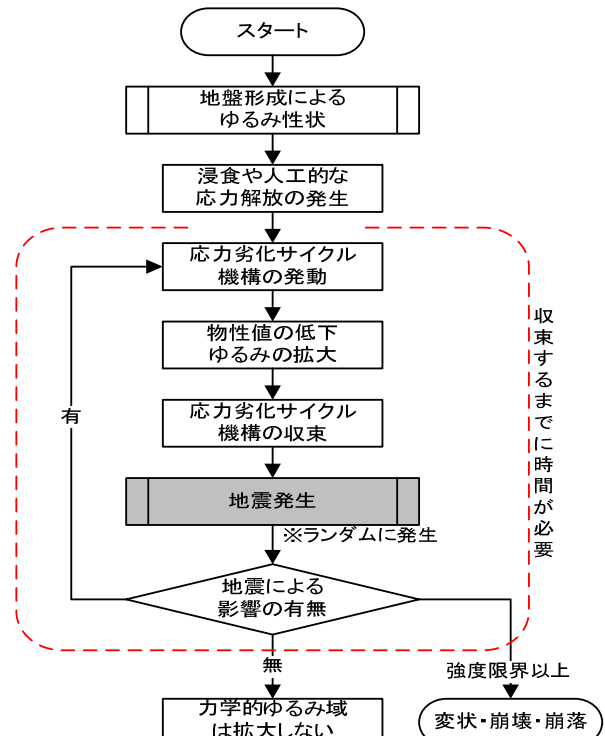 スタート
地盤形成による
ゆるみ性状
浸食や人工的な
応力解放の発生
応力劣化サイクル
機構の発動
物性値の低下
ゆるみの拡大
応力劣化サイクル
機構の収束
地震発生
※ランダムに発生
地震による
影響の有無
有
無
収束するまでに時間が必要
強度限界以上
力学的ゆるみ域
は拡大しない
変状・崩壊・崩落